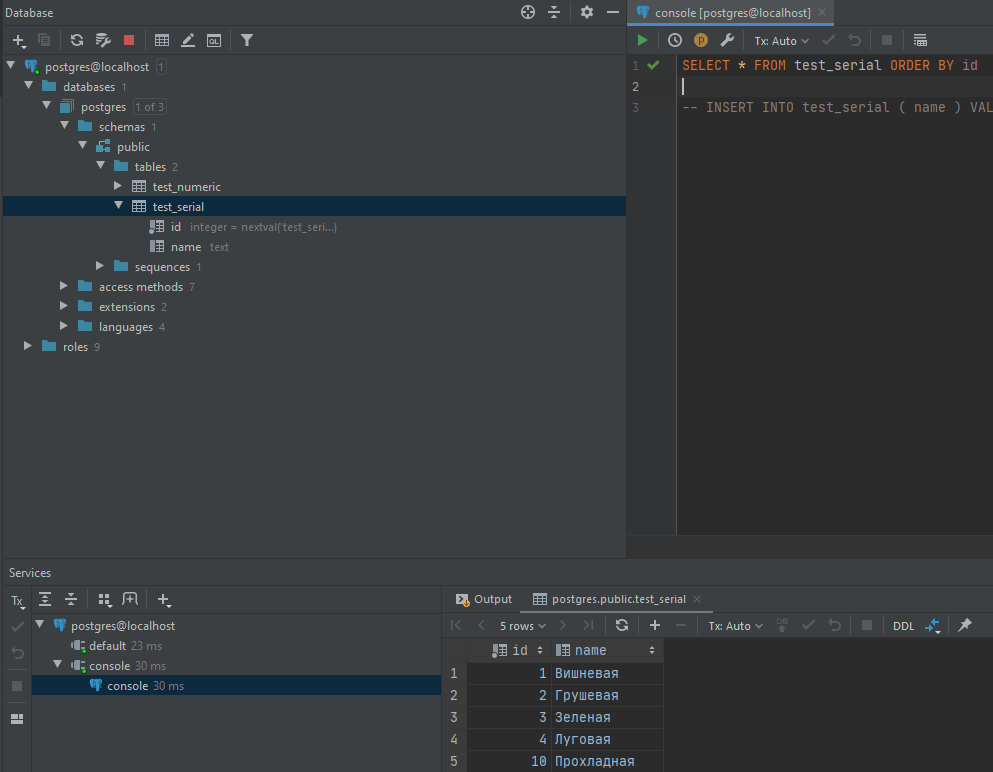 Database
postgres@localhost 1
databases 1
postgres 1 of 3
schemas 1
public
tables 2
test_numeric
test_serial
id integer = nextval('test_seri...)
name text
sequences 1
access methods 7
extensions 2
languages 4
roles 9
console [postgres@localhost]
Tx: Auto
1 SELECT * FROM test_serial ORDER BY id
2
3 -- INSERT INTO test_serial ( name ) VAL
Services
Tx
postgres@localhost
default 23 ms
console 30 ms
console 30 ms
Output postgres.public.test_serial
5 rows Tx: Auto DB DDL
id name
1 1 Вишневая
2 2 Грушевая
3 3 Зеленая
4 4 Луговая
5 10 Прохладная